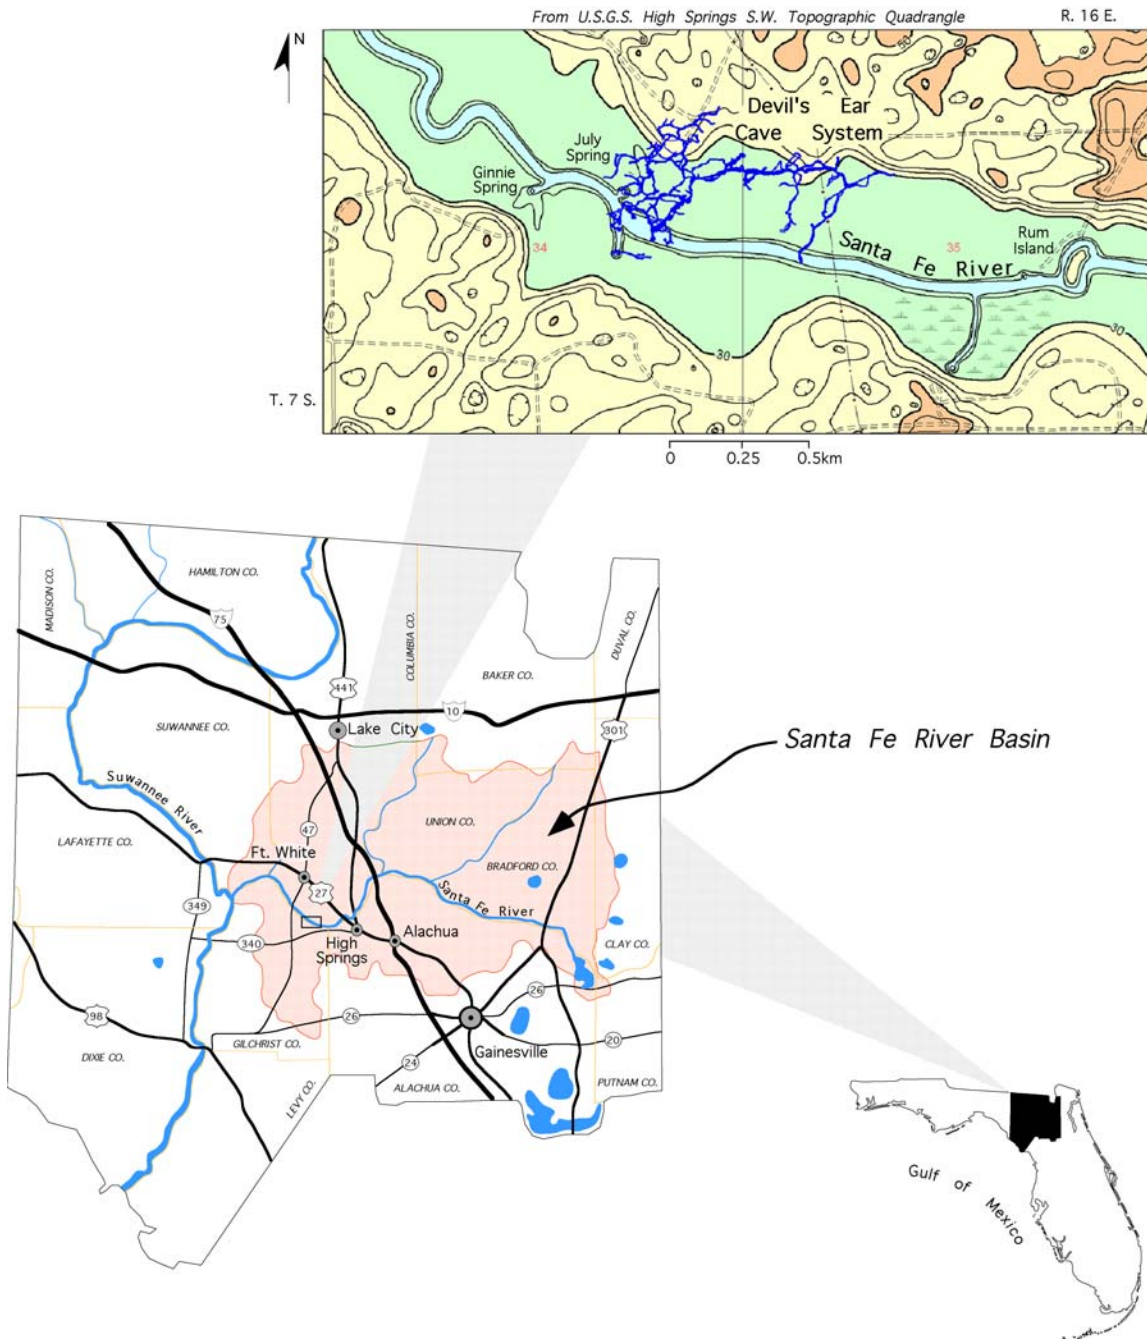 From U.S.G.S. High Springs S.W. Topographic Quadrangle
R. 16 E.
N
50
Devil's Ear
Cave System
July
Spring
Ginnie
Spring
34
Santa Fe River
35
Rum
Island
30
30
T. 7 S.
0 0.25 0.5km
HAMILTON CO.
MADISON CO.
75
COLUMBIA CO.
DUVAL CO.
BAKER CO.
441
10
SUWANNEE CO.
Lake City
301
Santa Fe River Basin
Suwannee River
UNION CO.
47
LAFAYETTE CO.
Ft. White
BRADFORD CO.
27
Santa Fe River
349
340
High
Springs
Alachua
CLAY CO.
98
26
26
GILCHRIST CO.
20
DIXIE CO.
Gainesville
24
LEVY CO.
ALACHUA CO.
PUTNAM CO.
Gulf of Mexico